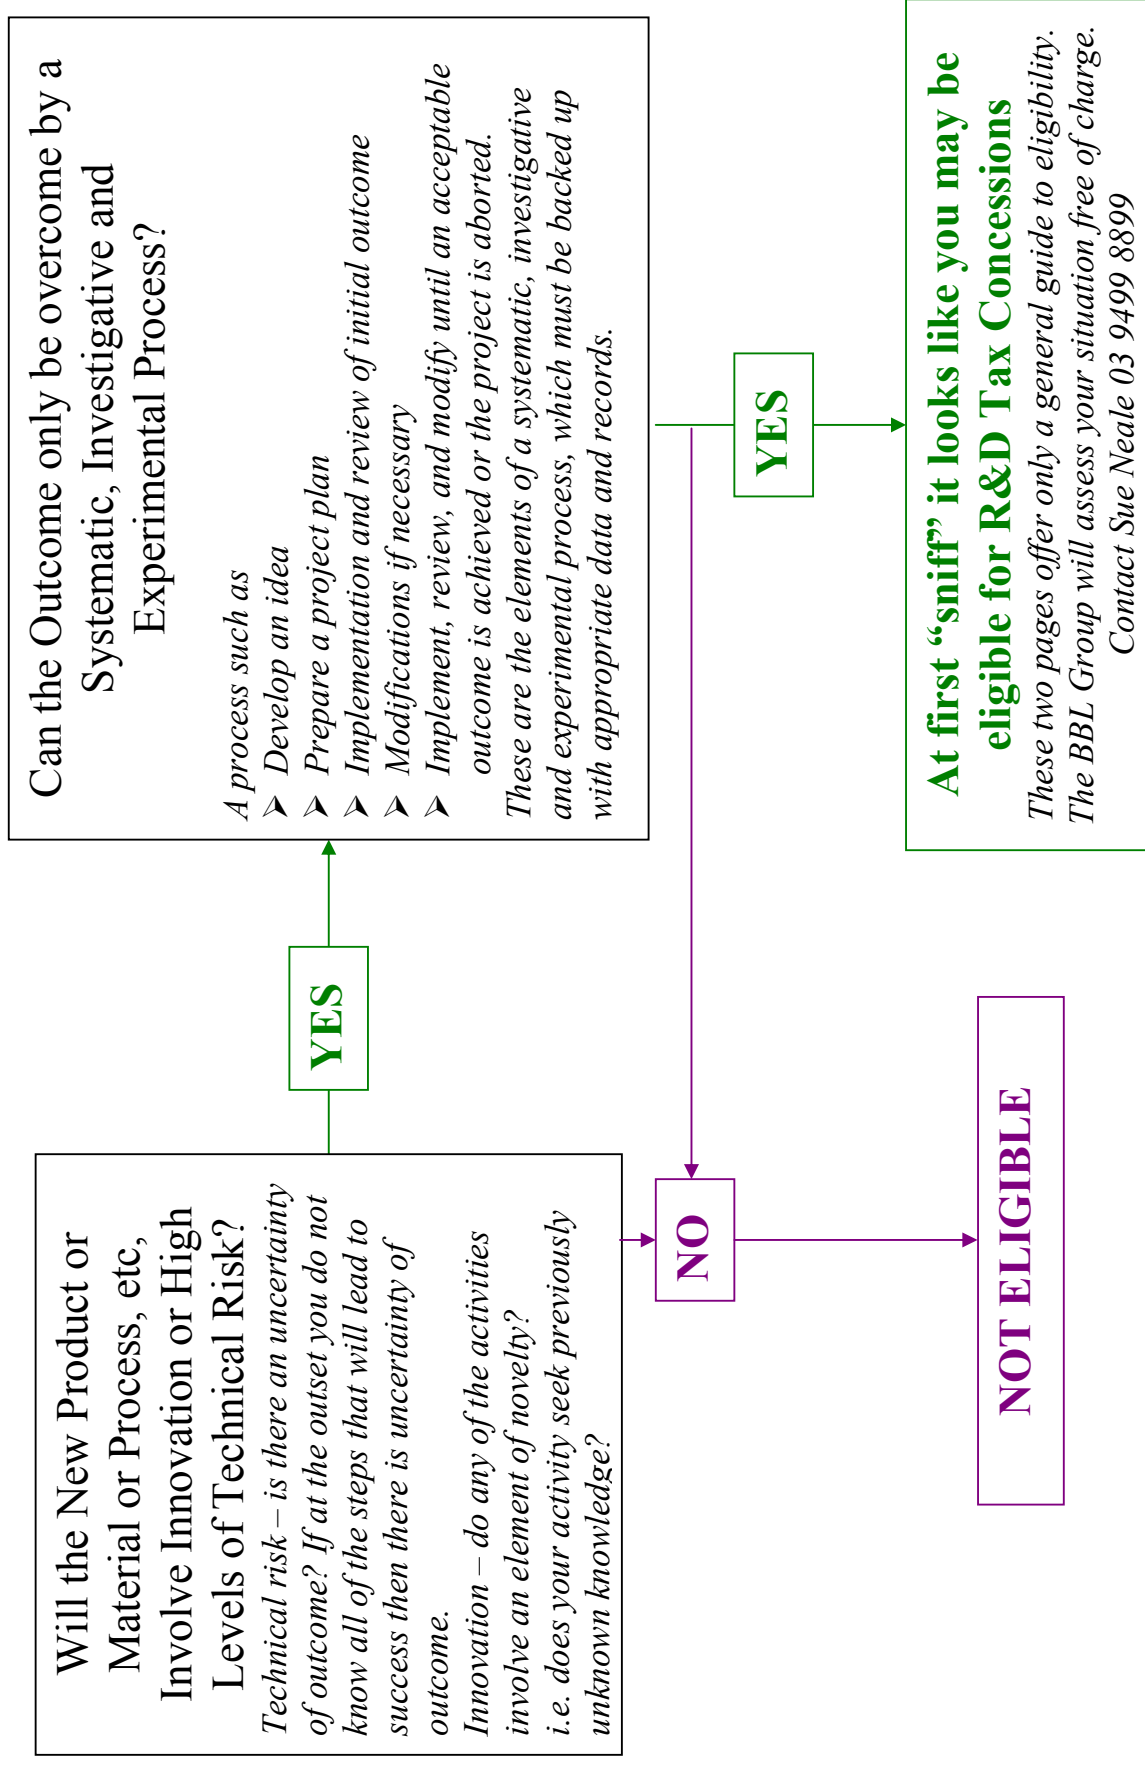 Will the New Product or
Material or Process, etc,
Involve Innovation or High
Levels of Technical Risk?
Technical risk – is there an uncertainty
of outcome? If at the outset you do not
know all of the steps that will lead to
success then there is uncertainty of
outcome.
Innovation – do any of the activities
involve an element of novelty?
i.e. does your activity seek previously
unknown knowledge?
YES
Can the Outcome only be overcome by a
Systematic, Investigative and
Experimental Process?
A process such as
➢ Develop an idea
➢ Prepare a project plan
➢ Implementation and review of initial outcome
➢ Modifications if necessary
➢ Implement, review, and modify until an acceptable
outcome is achieved or the project is aborted.
These are the elements of a systematic, investigative
and experimental process, which must be backed up
with appropriate data and records.
NO
YES
NOT ELIGIBLE
At first “sniff” it looks like you may be
eligible for R&D Tax Concessions
These two pages offer only a general guide to eligibility.
The BBL Group will assess your situation free of charge.
Contact Sue Neale 03 9499 8899